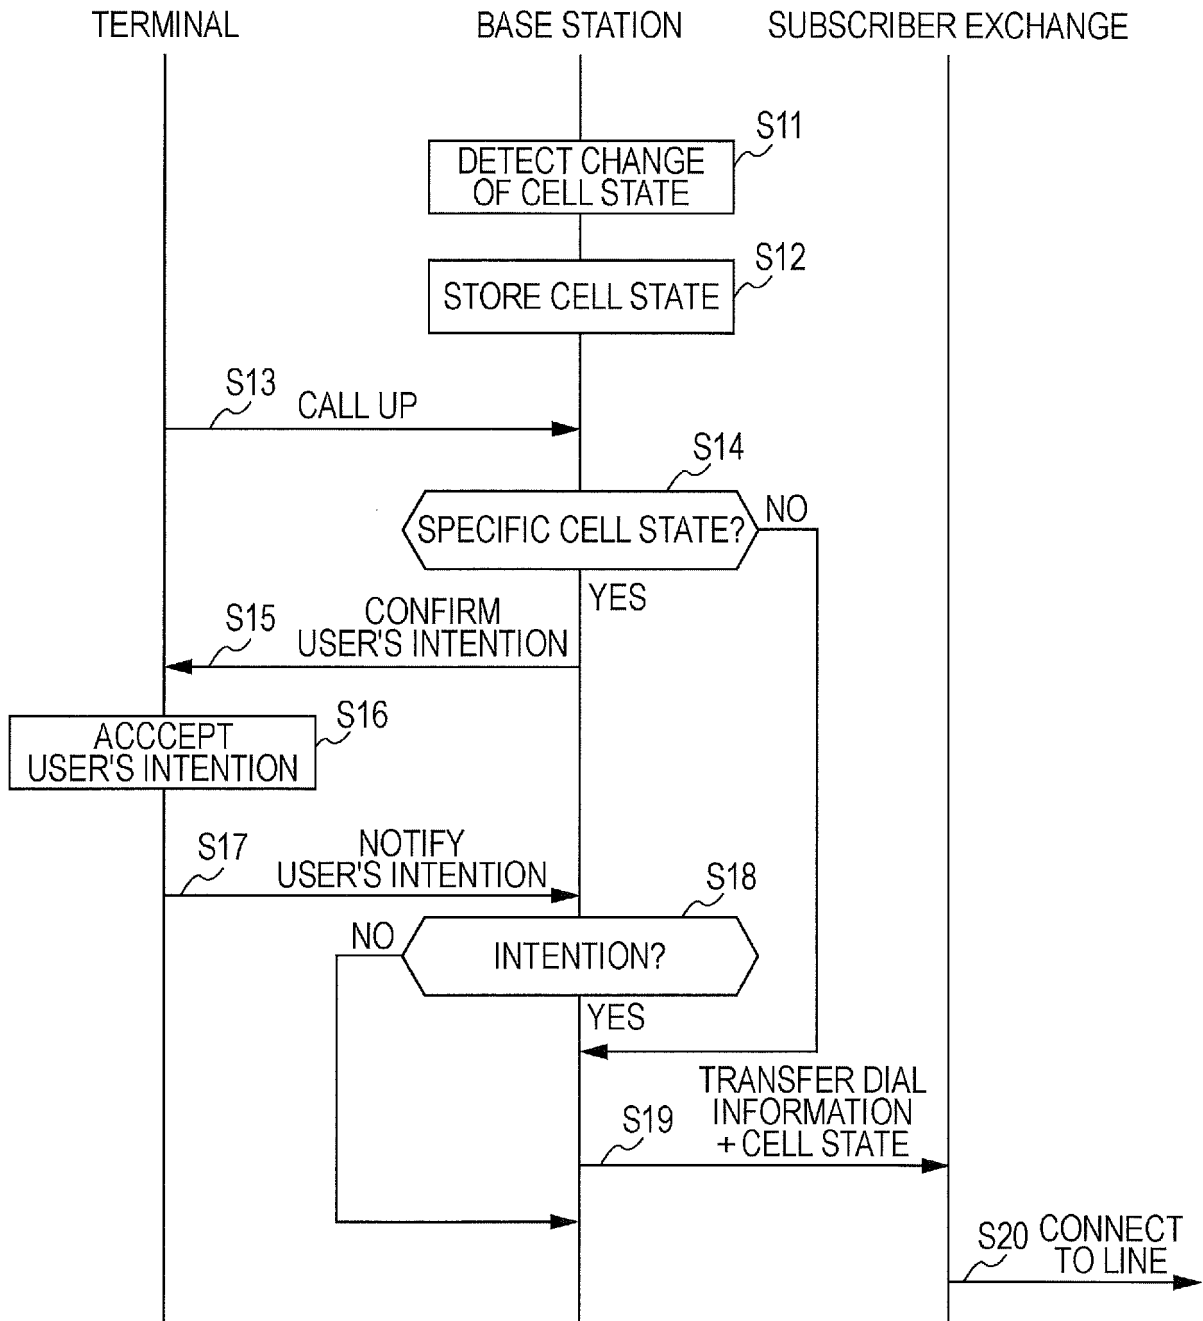 TERMINAL
BASE STATION
SUBSCRIBER EXCHANGE
S11
DETECT CHANGE
OF CELL STATE
S12
STORE CELL STATE
S13
CALL UP
S14
SPECIFIC CELL STATE?
NO
YES
S15
CONFIRM
USER'S INTENTION
S16
ACCCEPT
USER'S INTENTION
S17
NOTIFY
USER'S INTENTION
S18
NO
INTENTION?
YES
S19
TRANSFER DIAL
INFORMATION
+ CELL STATE
S20
CONNECT
TO LINE